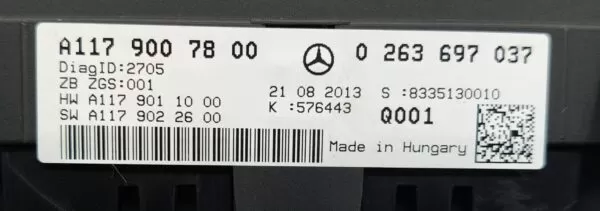 A117 900 78 00 0 263 697 037
DiagID:2705
ZB ZGS:001 21 08 2013 S :8335130010
HW A117 901 10 00 K :576443 Q001
SW A117 902 26 00
Made in Hungary